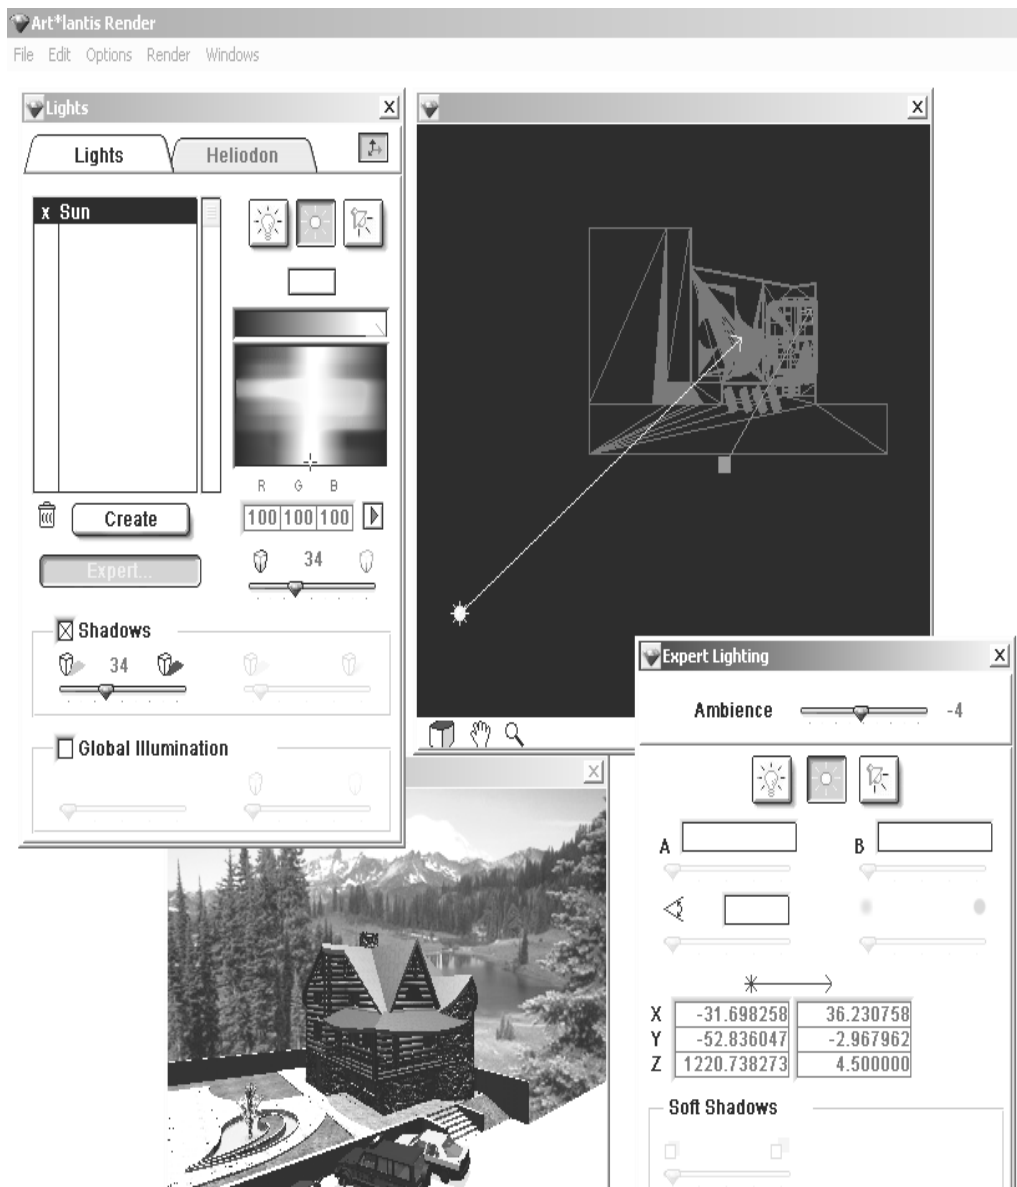 Art*lantis Render
File Edit Options Render Windows
Lights
Lights Heliodon
x Sun
R G B
100 100 100
Create
34
Expert...
Shadows
34
Global Illumination
Expert Lighting
Ambience -4
A B
X -31.698258 36.230758
Y -52.836047 -2.967962
Z 1220.738273 4.500000
Soft Shadows